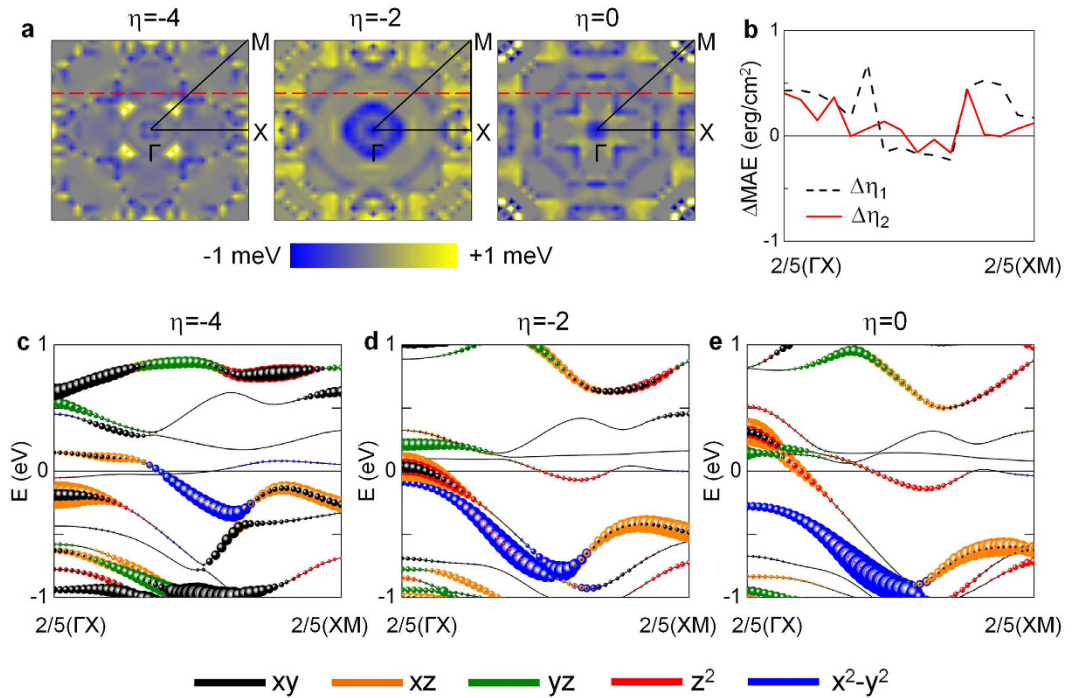 η=-4 η=-2 η=0
a
M M M
X X X
Γ Γ Γ
-1 meV +1 meV
b
1
0
-1
ΔMAE (erg/cm²)
Δη₁
Δη₂
2/5(ΓX) 2/5(XM)
η=-4 η=-2 η=0
c d e
1 1 1
0 0 0
-1 -1 -1
E (eV) E (eV) E (eV)
2/5(ΓX) 2/5(XM) 2/5(ΓX) 2/5(XM) 2/5(ΓX) 2/5(XM)
xy xz yz z² x²-y²